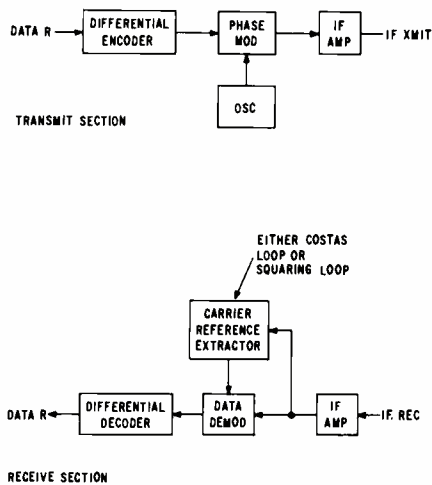 DATA R
DIFFERENTIAL
ENCODER
PHASE
MOD
IF
AMP
IF XMIT
OSC
TRANSMIT SECTION
EITHER COSTAS
LOOP OR
SQUARING LOOP
CARRIER
REFERENCE
EXTRACTOR
DATA R
DIFFERENTIAL
DECODER
DATA
DEMOD
IF
AMP
IF. REC
RECEIVE SECTION